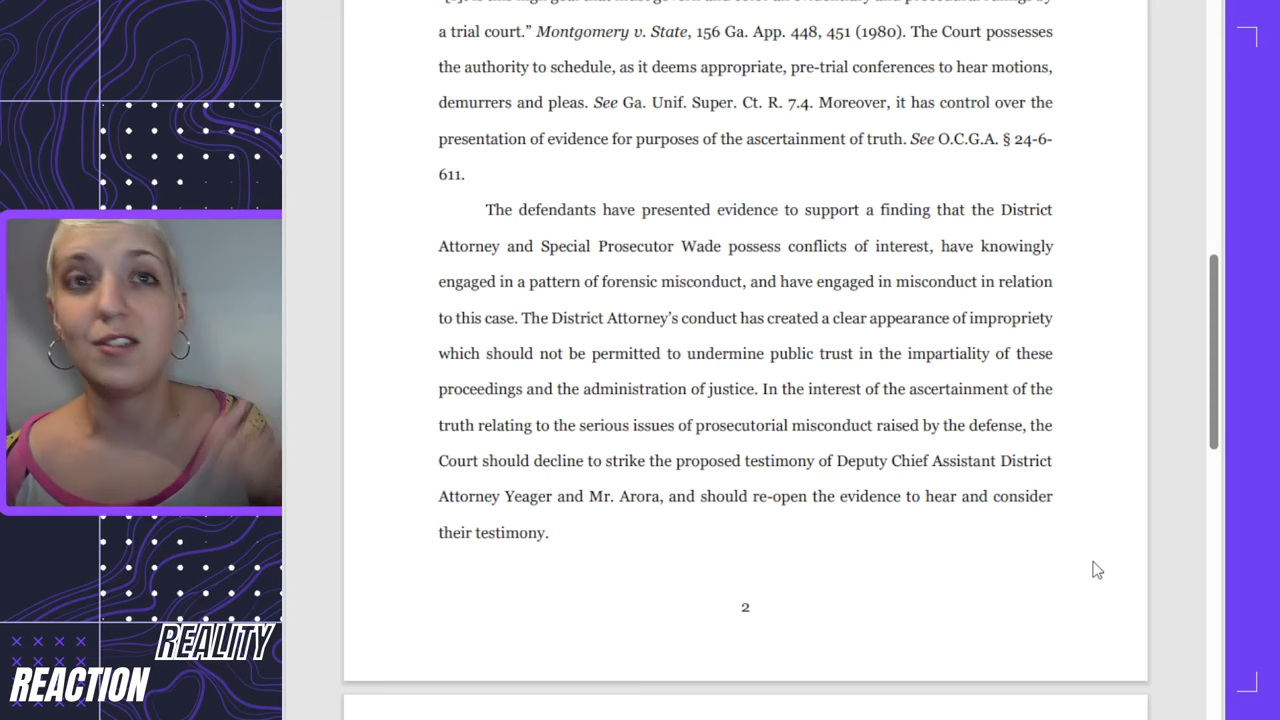 a trial court.” Montgomery v. State, 156 Ga. App. 448, 451 (1980). The Court possesses
the authority to schedule, as it deems appropriate, pre-trial conferences to hear motions,
demurrers and pleas. See Ga. Unif. Super. Ct. R. 7.4. Moreover, it has control over the
presentation of evidence for purposes of the ascertainment of truth. See O.C.G.A. § 24-6-
611.
The defendants have presented evidence to support a finding that the District
Attorney and Special Prosecutor Wade possess conflicts of interest, have knowingly
engaged in a pattern of forensic misconduct, and have engaged in misconduct in relation
to this case. The District Attorney’s conduct has created a clear appearance of impropriety
which should not be permitted to undermine public trust in the impartiality of these
proceedings and the administration of justice. In the interest of the ascertainment of the
truth relating to the serious issues of prosecutorial misconduct raised by the defense, the
Court should decline to strike the proposed testimony of Deputy Chief Assistant District
Attorney Yeager and Mr. Arora, and should re-open the evidence to hear and consider
their testimony.
2
REALITY
REACTION